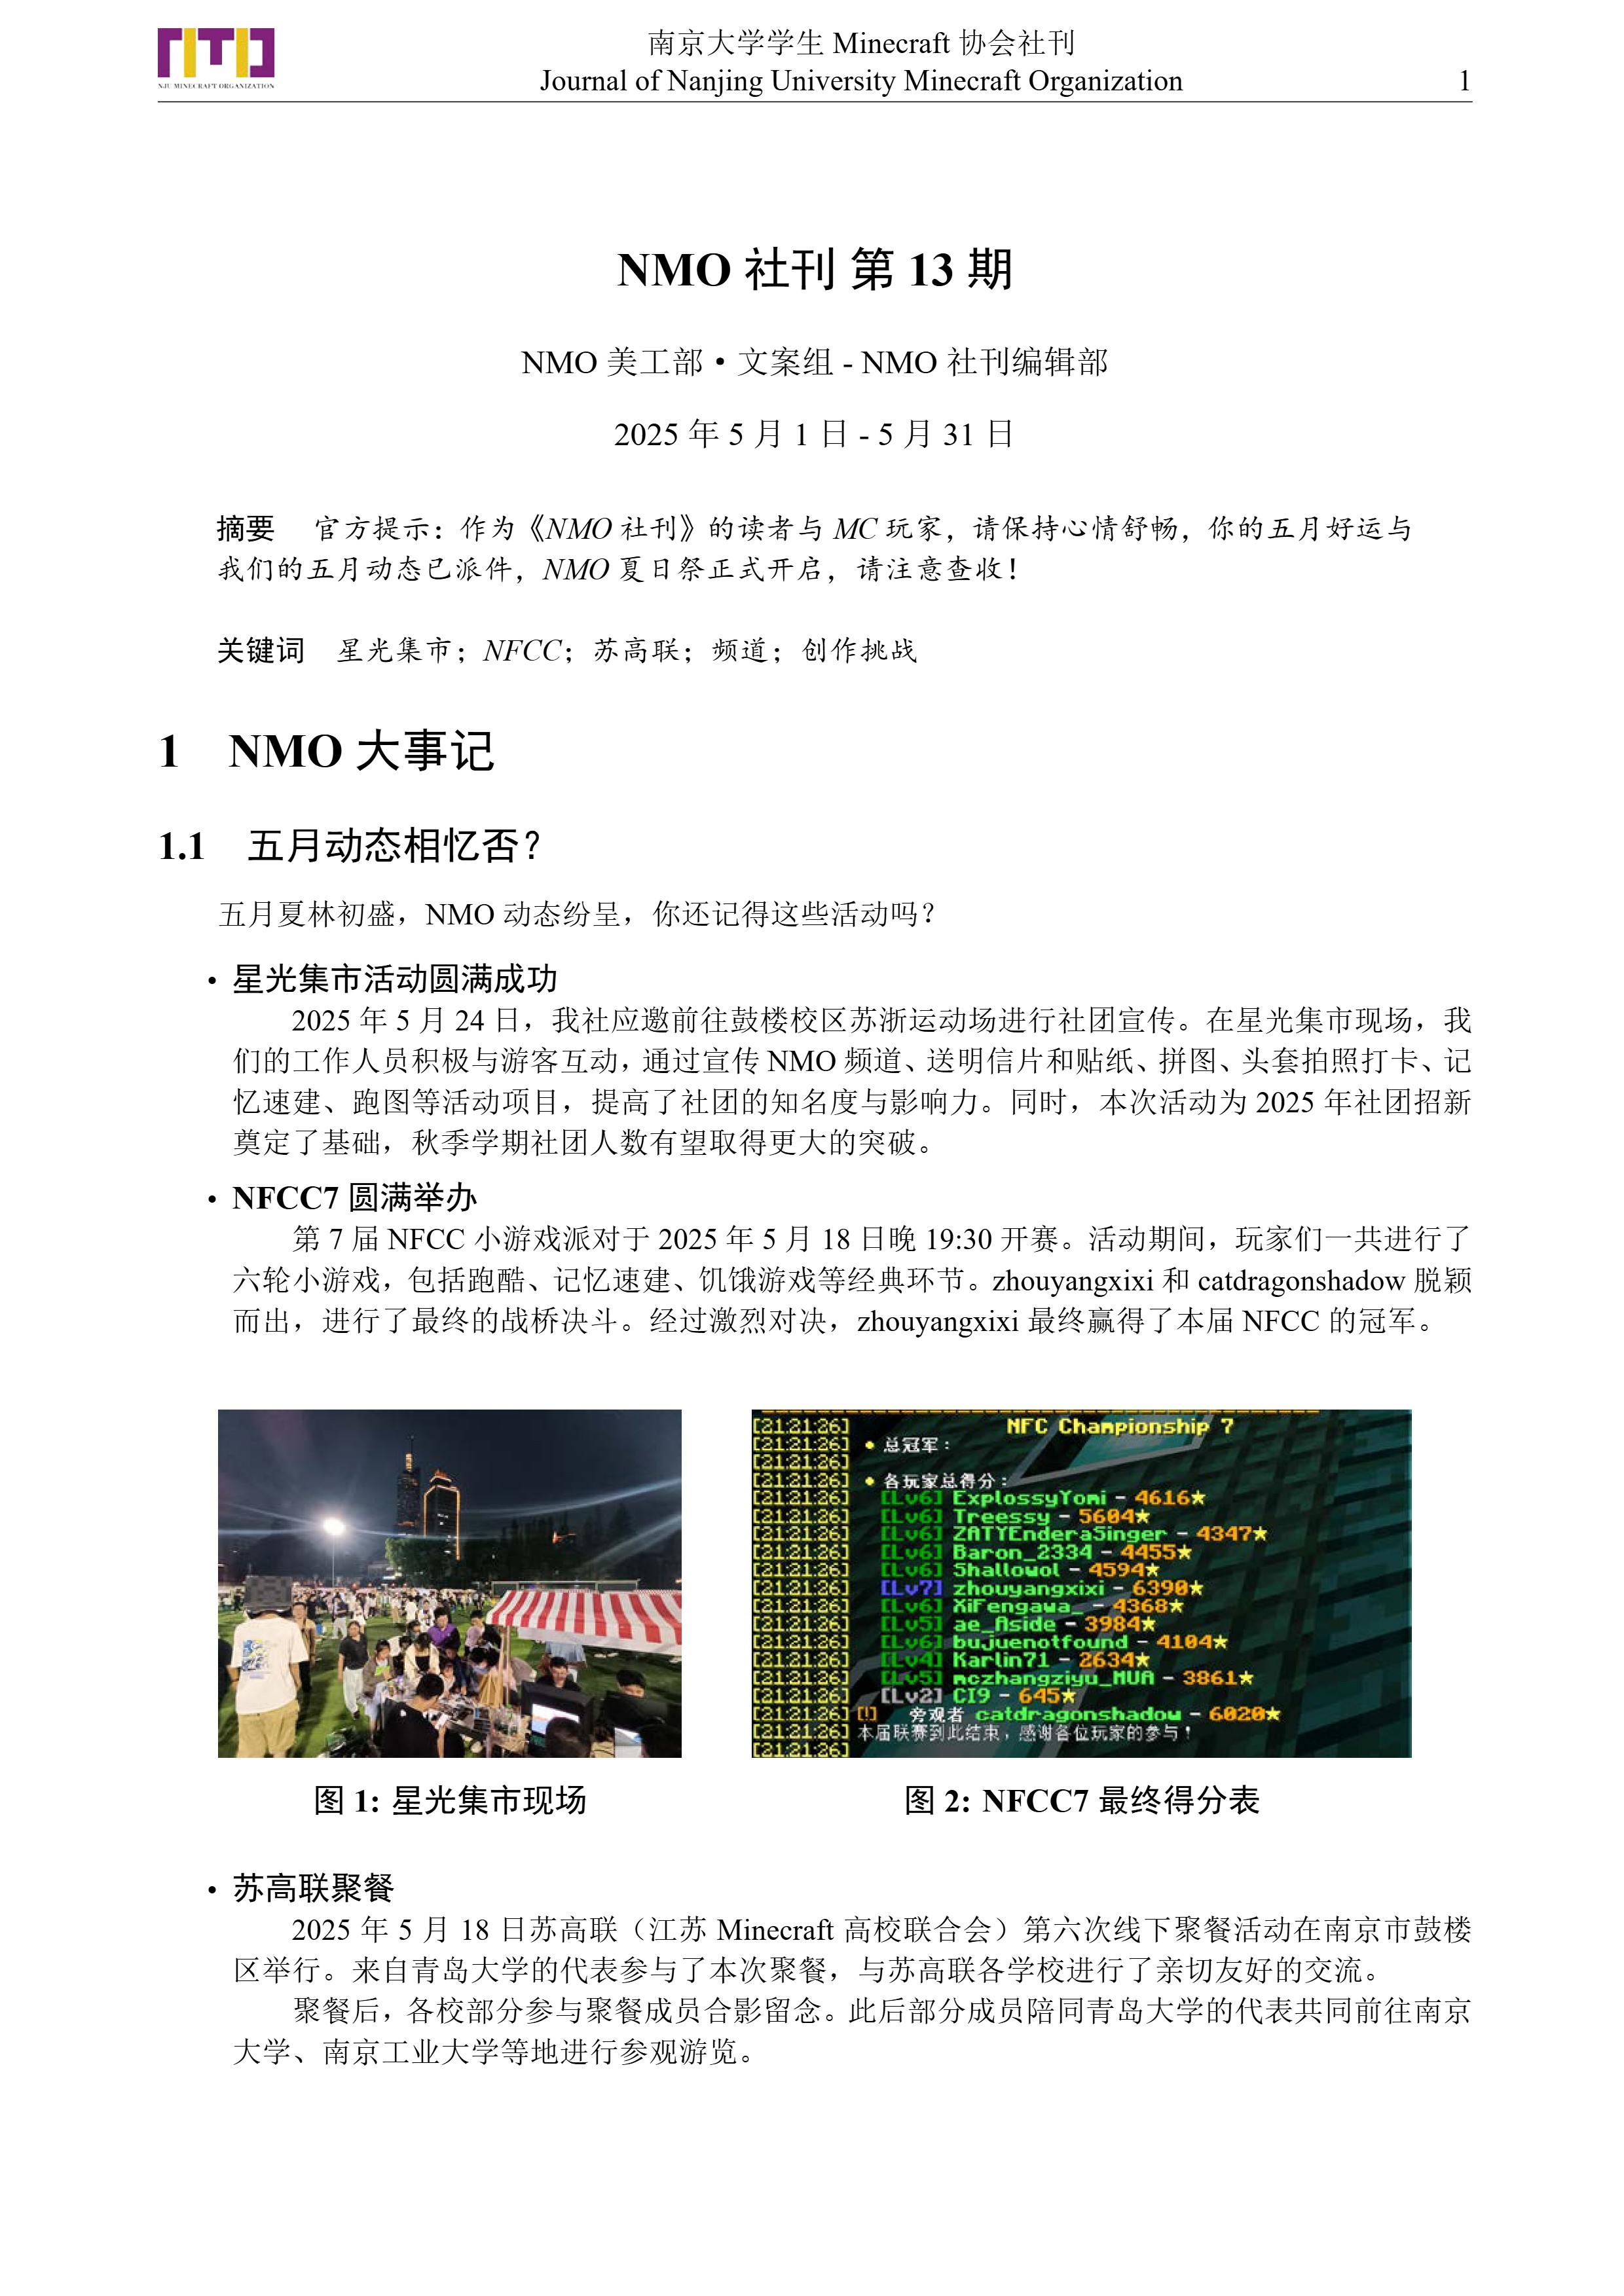 NJU MINECRAFT ORGANIZATION
南京大学学生 Minecraft 协会社刊
Journal of Nanjing University Minecraft Organization
1
NMO 社刊 第 13 期
NMO 美工部·文案组 - NMO 社刊编辑部
2025 年 5 月 1 日 - 5 月 31 日
摘要 官方提示：作为《NMO 社刊》的读者与 MC 玩家，请保持心情舒畅，你的五月好运与
我们的五月动态已派件，NMO 夏日祭正式开启，请注意查收！
关键词 星光集市；NFCC；苏高联；频道；创作挑战
1 NMO 大事记
1.1 五月动态相忆否？
五月夏林初盛，NMO 动态纷呈，你还记得这些活动吗？
• 星光集市活动圆满成功
2025 年 5 月 24 日，我社应邀前往鼓楼校区苏浙运动场进行社团宣传。在星光集市现场，我
们的工作人员积极与游客互动，通过宣传 NMO 频道、送明信片和贴纸、拼图、头套拍照打卡、记
忆速建、跑图等活动项目，提高了社团的知名度与影响力。同时，本次活动为 2025 年社团招新
奠定了基础，秋季学期社团人数有望取得更大的突破。
• NFCC7 圆满举办
第 7 届 NFCC 小游戏派对于 2025 年 5 月 18 日晚 19:30 开赛。活动期间，玩家们一共进行了
六轮小游戏，包括跑酷、记忆速建、饥饿游戏等经典环节。zhouyangxixi 和 catdragonshadow 脱颖
而出，进行了最终的战桥决斗。经过激烈对决，zhouyangxixi 最终赢得了本届 NFCC 的冠军。
[21:21:26] NFC Championship 7
[21:21:26] • 总冠军：
[21:21:26]
[21:21:26] • 各玩家总得分：
[21:21:26] [Lv6] ExplossyYomi - 4616★
[21:21:26] [Lv6] Treessy - 5604★
[21:21:26] [Lv6] ZATYEnderaSinger - 4347★
[21:21:26] [Lv6] Baron_2334 - 4455★
[21:21:26] [Lv6] Shallowol - 4594★
[21:21:26] [Lv7] zhouyangxixi - 6390★
[21:21:26] [Lv6] XiFengawa_ - 4368★
[21:21:26] [Lv5] ae_Aside - 3984★
[21:21:26] [Lv6] bujuenotfound - 4104★
[21:21:26] [Lv4] Karlin71 - 2634★
[21:21:26] [Lv5] mczhangziyu_MUA - 3861★
[21:21:26] [Lv2] CI9 - 645★
[21:21:26] [!] 旁观者 catdragonshadow - 6020★
[21:21:26] 本届联赛到此结束，感谢各位玩家的参与！
[21:21:26]
图 1: 星光集市现场
图 2: NFCC7 最终得分表
• 苏高联聚餐
2025 年 5 月 18 日苏高联（江苏 Minecraft 高校联合会）第六次线下聚餐活动在南京市鼓楼
区举行。来自青岛大学的代表参与了本次聚餐，与苏高联各学校进行了亲切友好的交流。
聚餐后，各校部分参与聚餐成员合影留念。此后部分成员陪同青岛大学的代表共同前往南京
大学、南京工业大学等地进行参观游览。